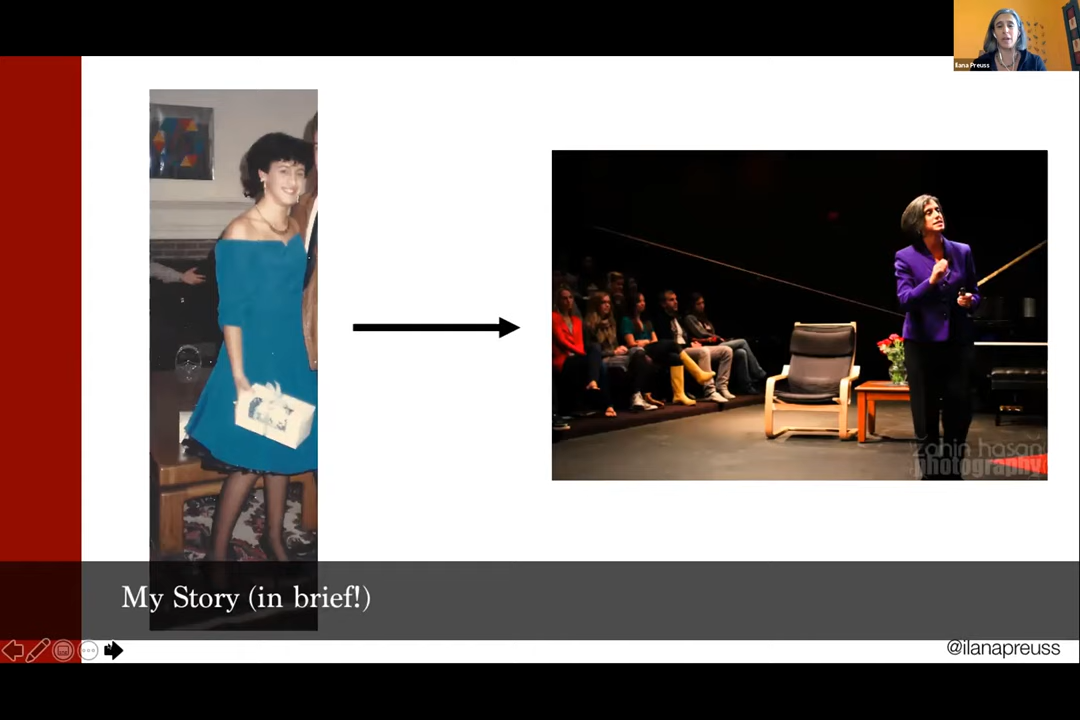 Ilana Preuss
zahin hasan
photography
My Story (in brief!)
@ilanapreuss